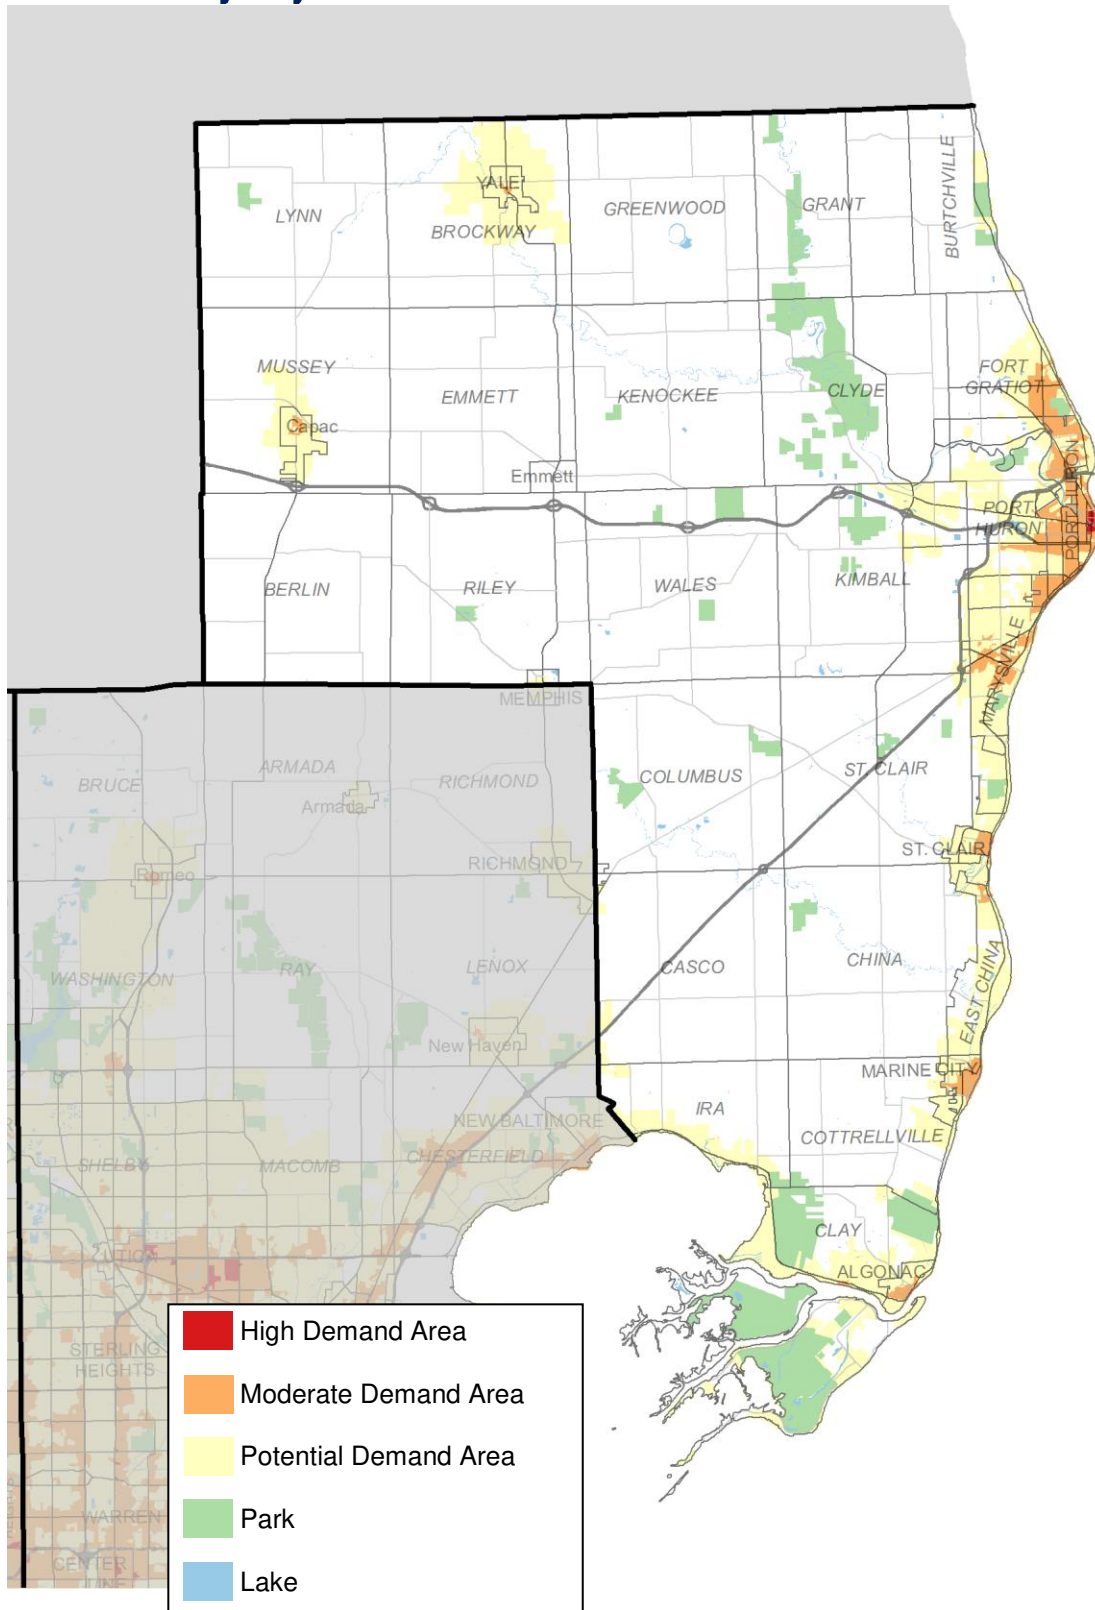 YALE
LYNN
BROCKWAY
GREENWOOD
GRANT
BURTCHVILLE
MUSSEY
Capac
EMMETT
KENOCKEE
CLYDE
FORT
GRATIOT
Emmett
PORT
HURON
PORT HURON
BERLIN
RILEY
WALES
KIMBALL
MARYSVILLE
MEMPHIS
BRUCE
ARMADA
Armada
RICHMOND
COLUMBUS
ST. CLAIR
RICHMOND
ST. CLAIR
Romeo
WASHINGTON
RAY
LENOX
CASCO
CHINA
EAST CHINA
New Haven
MARINE CITY
NEW BALTIMORE
IRA
COTTRELLVILLE
SHELBY
MACOMB
CHESTERFIELD
CLAY
UTICA
ALGONAC
STERLING
HEIGHTS
WARREN
CENTER
LINE
High Demand Area
Moderate Demand Area
Potential Demand Area
Park
Lake